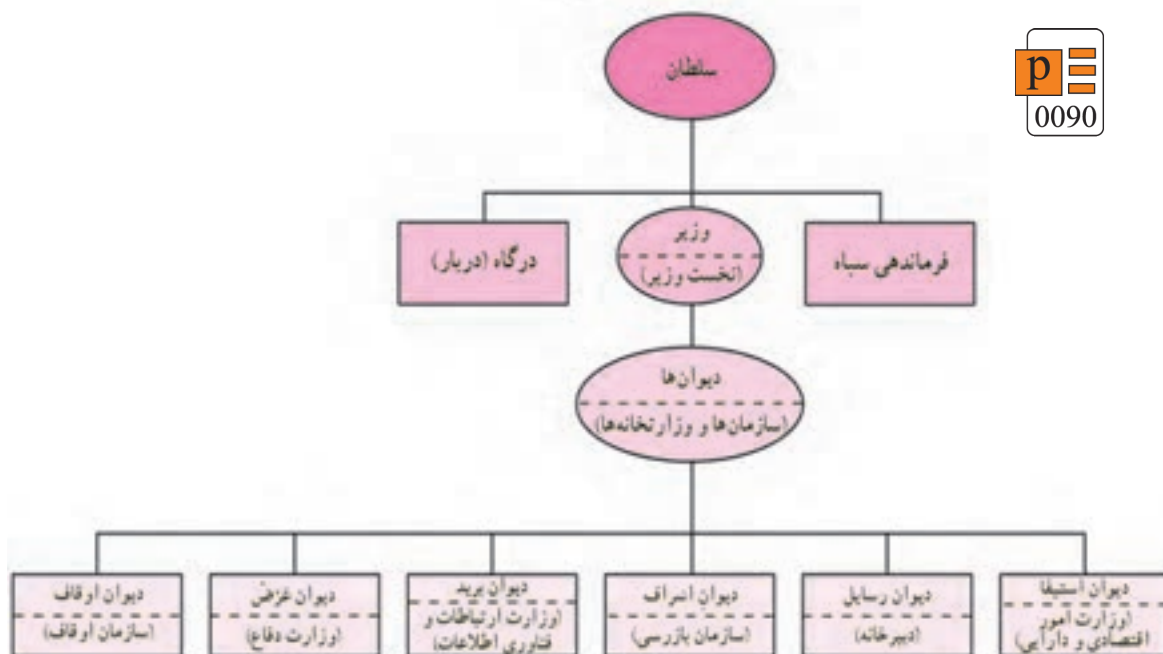 سلطان
p
0090
فرماندهی سپاه
وزیر
(نخست وزیر)
درگاه (دربار)
دیوان‌ها
(سازمان‌ها و وزارتخانه‌ها)
دیوان استیفا
(وزارت امور
اقتصادی و دارایی)
دیوان رسایل
(دبیرخانه)
دیوان اشراف
(سازمان بازرسی)
دیوان برید
(وزارت ارتباطات و
فناوری اطلاعات)
دیوان عَرْض
(وزارت دفاع)
دیوان اوقاف
(سازمان اوقاف)